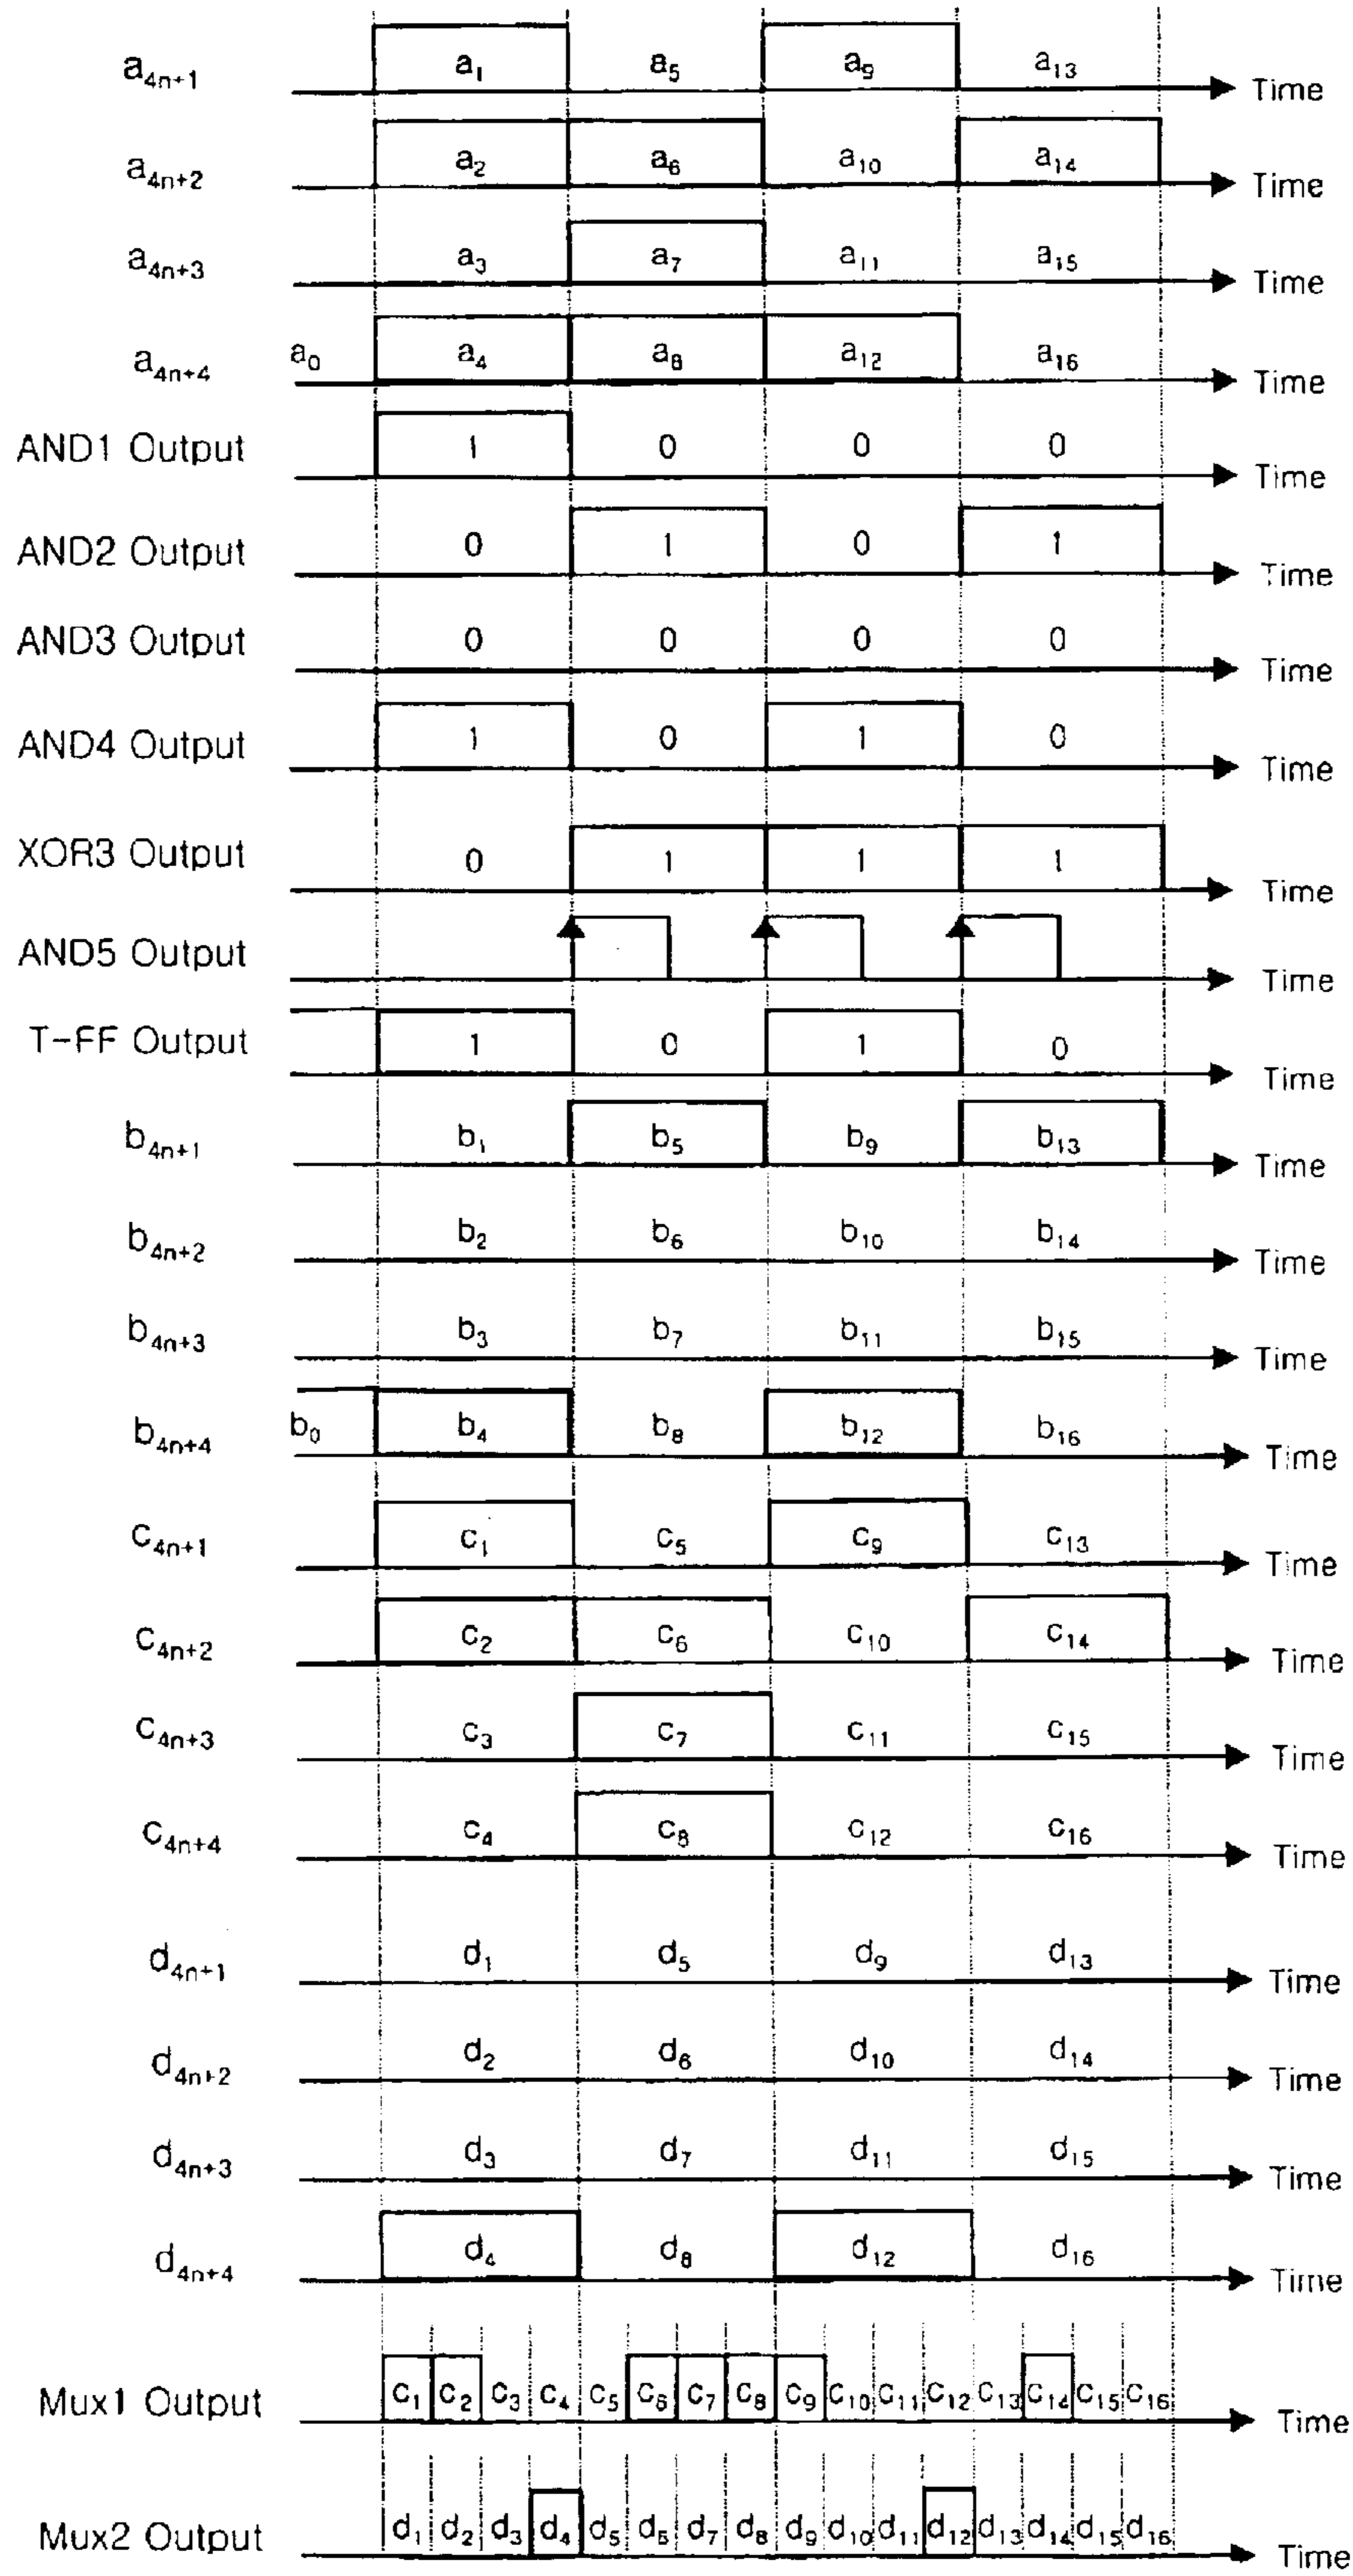 a4n+1 a1 a5 a9 a13 Time
a4n+2 a2 a6 a10 a14 Time
a4n+3 a3 a7 a11 a15 Time
a4n+4 a0 a4 a8 a12 a16 Time
AND1 Output 1 0 0 0 Time
AND2 Output 0 1 0 1 Time
AND3 Output 0 0 0 0 Time
AND4 Output 1 0 1 0 Time
XOR3 Output 0 1 1 1 Time
AND5 Output Time
T-FF Output 1 0 1 0 Time
b4n+1 b1 b5 b9 b13 Time
b4n+2 b2 b6 b10 b14 Time
b4n+3 b3 b7 b11 b15 Time
b4n+4 b0 b4 b8 b12 b16 Time
c4n+1 c1 c5 c9 c13 Time
c4n+2 c2 c6 c10 c14 Time
c4n+3 c3 c7 c11 c15 Time
c4n+4 c4 c8 c12 c16 Time
d4n+1 d1 d5 d9 d13 Time
d4n+2 d2 d6 d10 d14 Time
d4n+3 d3 d7 d11 d15 Time
d4n+4 d4 d8 d12 d16 Time
Mux1 Output c1 c2 c3 c4 c5 c6 c7 c8 c9 c10 c11 c12 c13 c14 c15 c16 Time
Mux2 Output d1 d2 d3 d4 d5 d6 d7 d8 d9 d10 d11 d12 d13 d14 d15 d16 Time